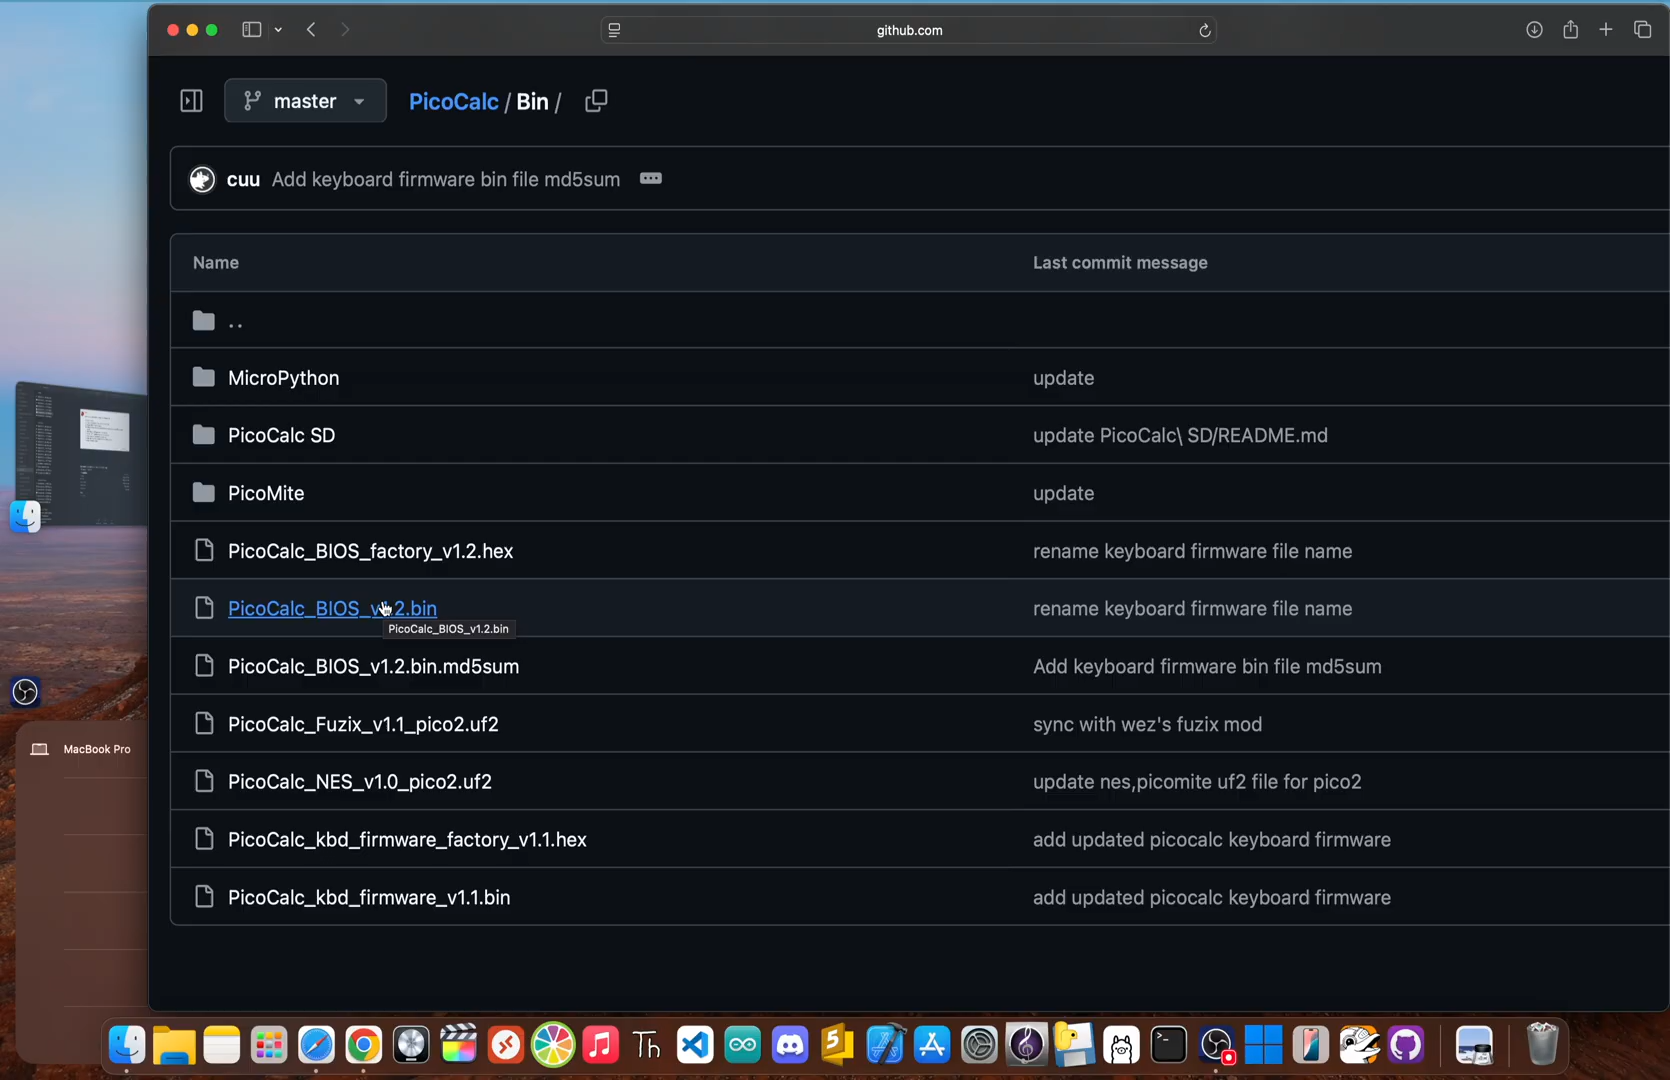 github.com
master
PicoCalc / Bin /
cuu Add keyboard firmware bin file md5sum
Name Last commit message
..
MicroPython update
PicoCalc SD update PicoCalc\ SD/README.md
PicoMite update
PicoCalc_BIOS_factory_v1.2.hex rename keyboard firmware file name
PicoCalc_BIOS_v1.2.bin rename keyboard firmware file name
PicoCalc_BIOS_v1.2.bin
PicoCalc_BIOS_v1.2.bin.md5sum Add keyboard firmware bin file md5sum
PicoCalc_Fuzix_v1.1_pico2.uf2 sync with wez's fuzix mod
MacBook Pro
PicoCalc_NES_v1.0_pico2.uf2 update nes,picomite uf2 file for pico2
PicoCalc_kbd_firmware_factory_v1.1.hex add updated picocalc keyboard firmware
PicoCalc_kbd_firmware_v1.1.bin add updated picocalc keyboard firmware
Th